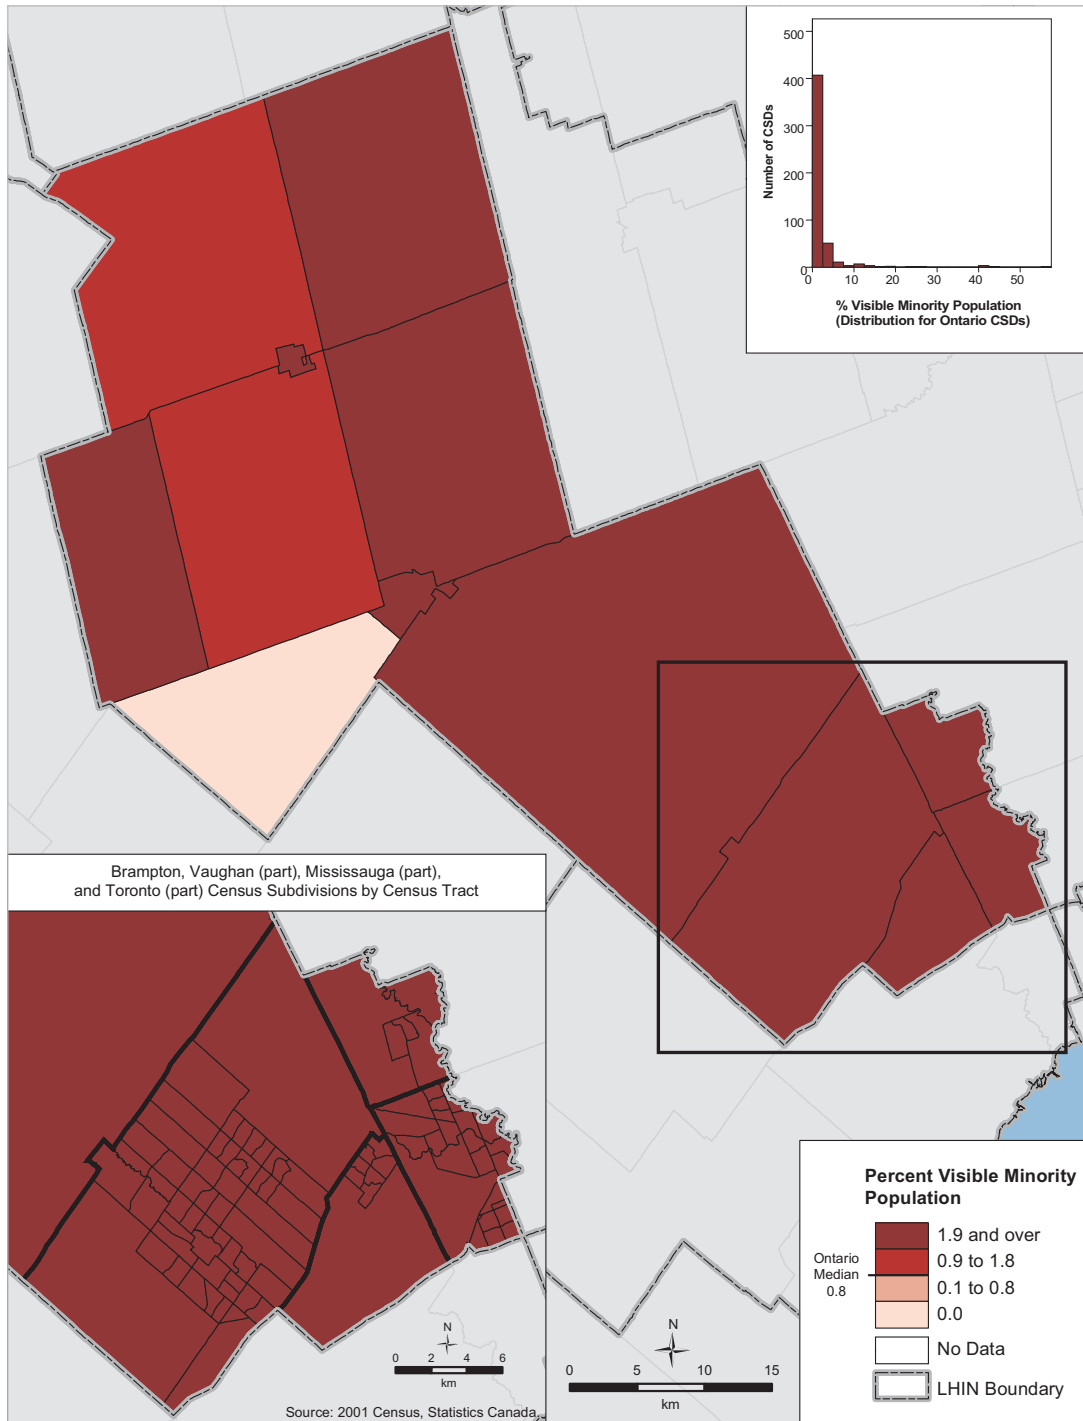 500
400
300
200
100
0
Number of CSDs
0 10 20 30 40 50
% Visible Minority Population
(Distribution for Ontario CSDs)
Brampton, Vaughan (part), Mississauga (part),
and Toronto (part) Census Subdivisions by Census Tract
N
0 2 4 6
km
Source: 2001 Census, Statistics Canada
N
0 5 10 15
km
Percent Visible Minority
Population
1.9 and over
0.9 to 1.8
Ontario
Median
0.8
0.1 to 0.8
0.0
No Data
LHIN Boundary